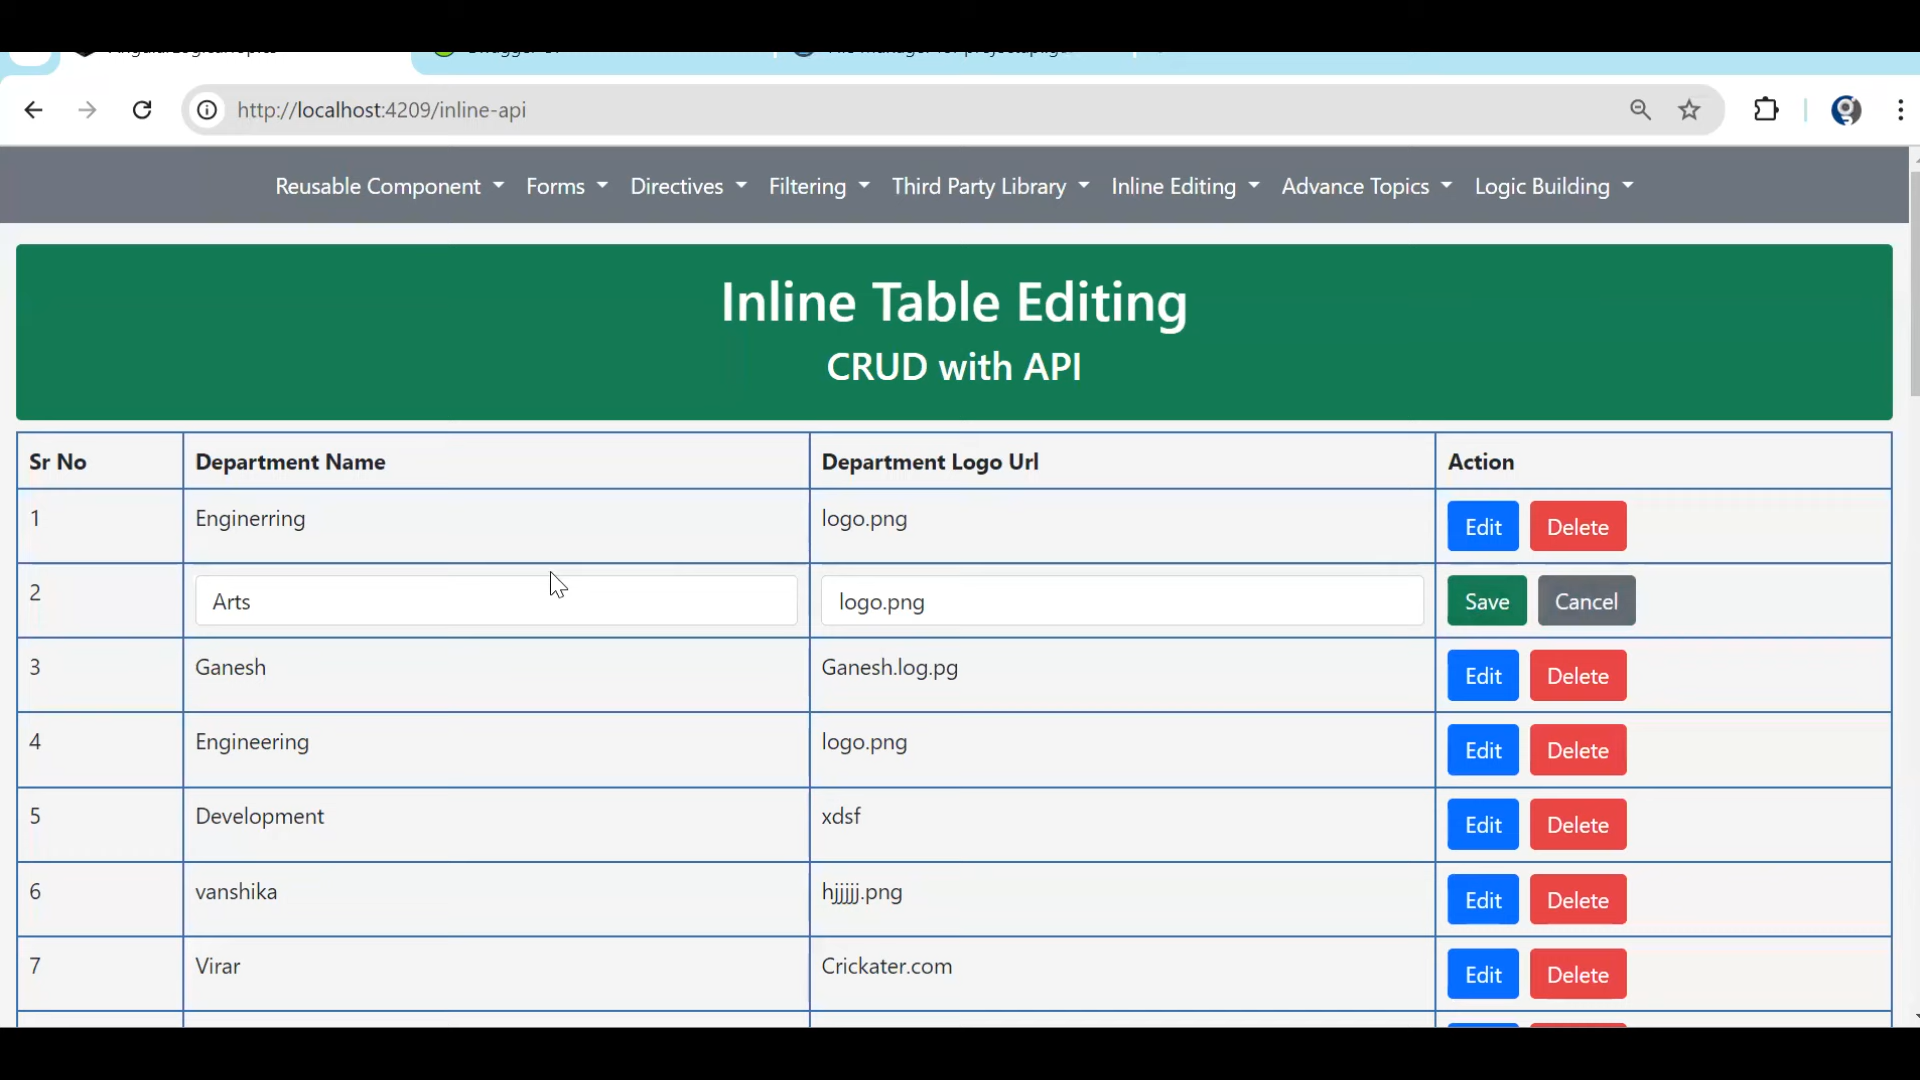 http://localhost:4209/inline-api
Reusable Component Forms Directives Filtering Third Party Library Inline Editing Advance Topics Logic Building
Inline Table Editing
CRUD with API
Sr No Department Name Department Logo Url Action
1 Enginerring logo.png Edit Delete
2 Arts logo.png Save Cancel
3 Ganesh Ganesh.log.pg Edit Delete
4 Engineering logo.png Edit Delete
5 Development xdsf Edit Delete
6 vanshika hjjjjj.png Edit Delete
7 Virar Crickater.com Edit Delete